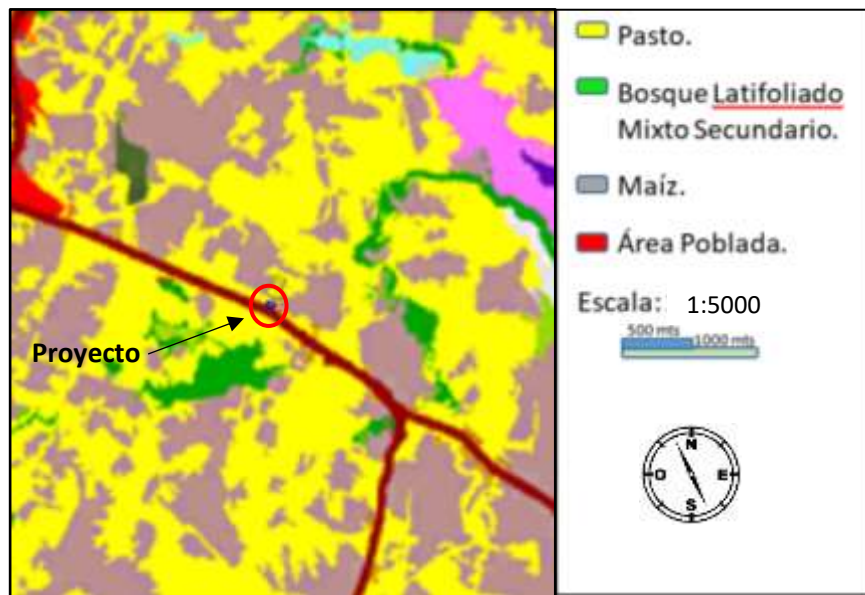 Proyecto
Pasto.
Bosque Latifoliado
Mixto Secundario.
Maíz.
Área Poblada.
Escala: 1:5000
500 mts
1000 mts
N
O E
S